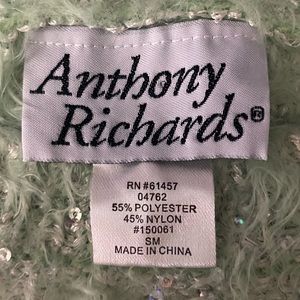 Anthony
Richards®
RN #61457
04762
55% POLYESTER
45% NYLON
#150061
SM
MADE IN CHINA